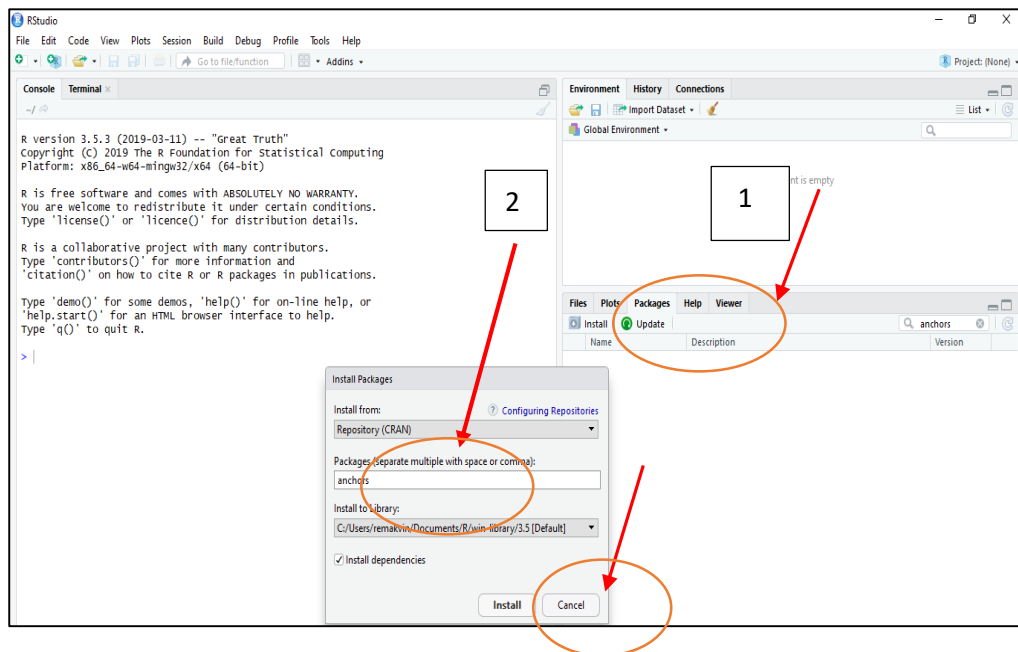 RStudio
File Edit Code View Plots Session Build Debug Profile Tools Help
Go to file/function Addins Project: (None)
Console Terminal
~/
R version 3.5.3 (2019-03-11) -- "Great Truth"
Copyright (C) 2019 The R Foundation for Statistical Computing
Platform: x86_64-w64-mingw32/x64 (64-bit)
R is free software and comes with ABSOLUTELY NO WARRANTY.
You are welcome to redistribute it under certain conditions.
Type 'license()' or 'licence()' for distribution details.
R is a collaborative project with many contributors.
Type 'contributors()' for more information and
'citation()' on how to cite R or R packages in publications.
Type 'demo()' for some demos, 'help()' for on-line help, or
'help.start()' for an HTML browser interface to help.
Type 'q()' to quit R.
>
2
Environment History Connections
Import Dataset List
Global Environment
is empty
1
Files Plots Packages Help Viewer
Install Update anchors
Name Description Version
Install Packages
Install from: ? Configuring Repositories
Repository (CRAN)
Packages (separate multiple with space or comma):
anchors
Install to Library:
C:/Users/remakvin/Documents/R/win-library/3.5 [Default]
Install dependencies
Install Cancel